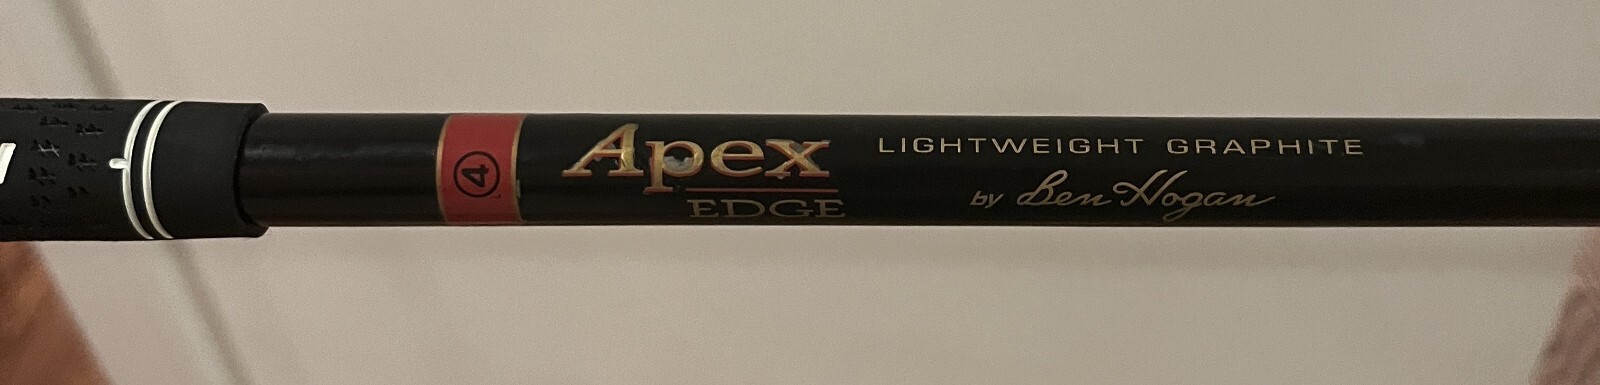 ④
Apex
EDGE
LIGHTWEIGHT GRAPHITE
by Ben Hogan